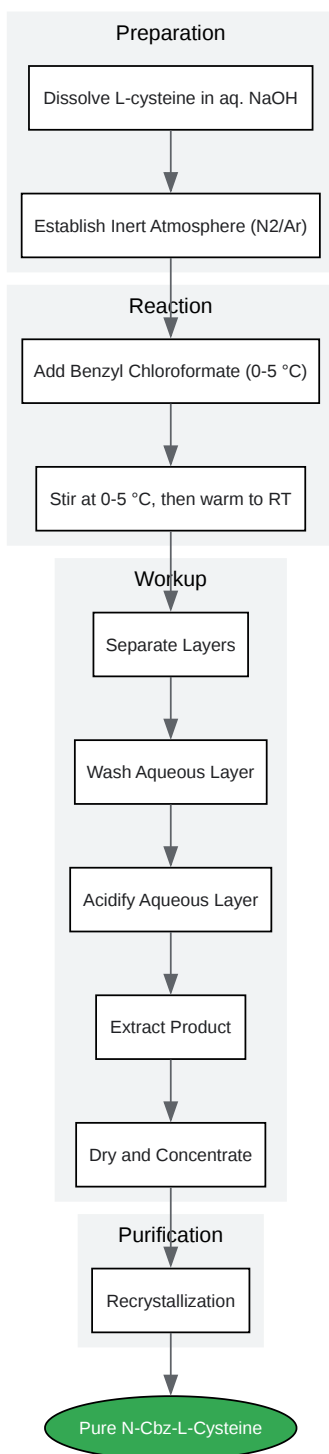 Preparation
Dissolve L-cysteine in aq. NaOH
Establish Inert Atmosphere (N2/Ar)
Reaction
Add Benzyl Chloroformate (0-5 °C)
Stir at 0-5 °C, then warm to RT
Workup
Separate Layers
Wash Aqueous Layer
Acidify Aqueous Layer
Extract Product
Dry and Concentrate
Purification
Recrystallization
Pure N-Cbz-L-Cysteine